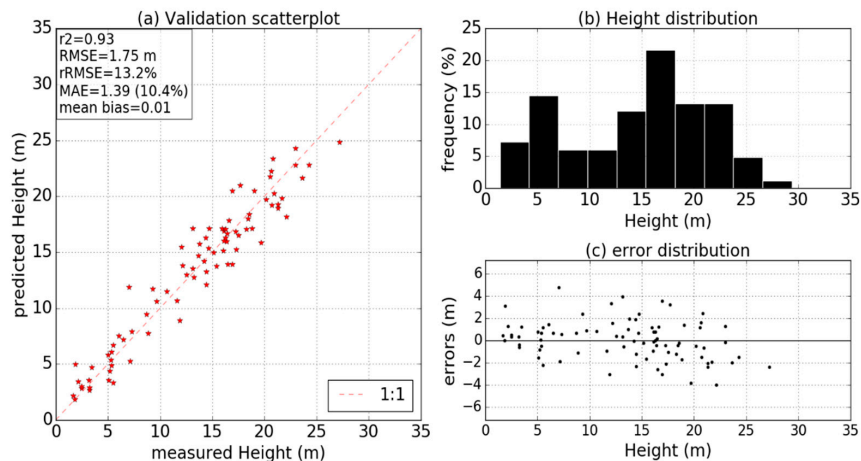 (a) Validation scatterplot
r2=0.93
RMSE=1.75 m
rRMSE=13.2%
MAE=1.39 (10.4%)
mean bias=0.01
predicted Height (m)
35
30
25
20
15
10
5
0
0 5 10 15 20 25 30 35
measured Height (m)
1:1
(b) Height distribution
frequency (%)
25
20
15
10
5
0
0 5 10 15 20 25 30 35
Height (m)
(c) error distribution
errors (m)
6
4
2
0
−2
−4
−6
0 5 10 15 20 25 30 35
Height (m)